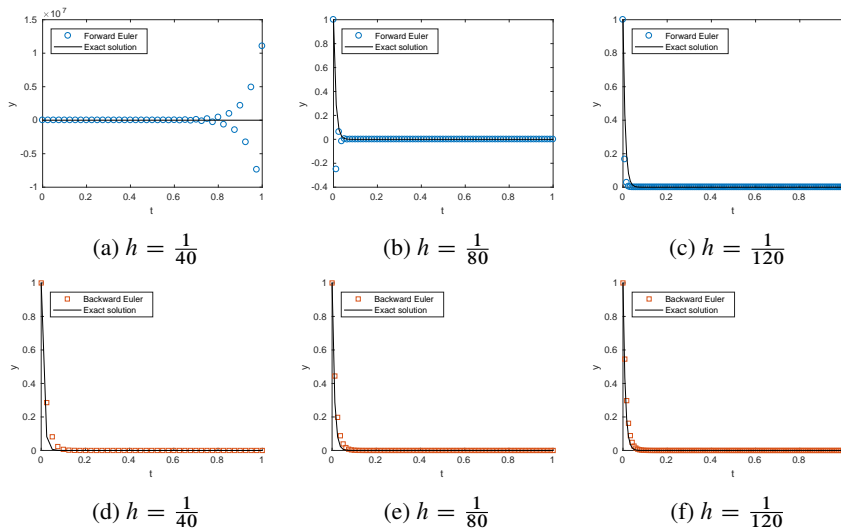 ×10⁷
1.5
1
0.5
0
-0.5
-1
y
Forward Euler
Exact solution
0 0.2 0.4 0.6 0.8 1
t
(a) h = 1/40
1
0.8
0.6
0.4
0.2
0
-0.2
-0.4
y
Forward Euler
Exact solution
0 0.2 0.4 0.6 0.8 1
t
(b) h = 1/80
1
0.8
0.6
0.4
0.2
0
y
Forward Euler
Exact solution
0 0.2 0.4 0.6 0.8
t
(c) h = 1/120
1
0.8
0.6
0.4
0.2
0
y
Backward Euler
Exact solution
0 0.2 0.4 0.6 0.8 1
t
(d) h = 1/40
1
0.8
0.6
0.4
0.2
0
y
Backward Euler
Exact solution
0 0.2 0.4 0.6 0.8 1
t
(e) h = 1/80
1
0.8
0.6
0.4
0.2
0
y
Backward Euler
Exact solution
0 0.2 0.4 0.6 0.8
t
(f) h = 1/120